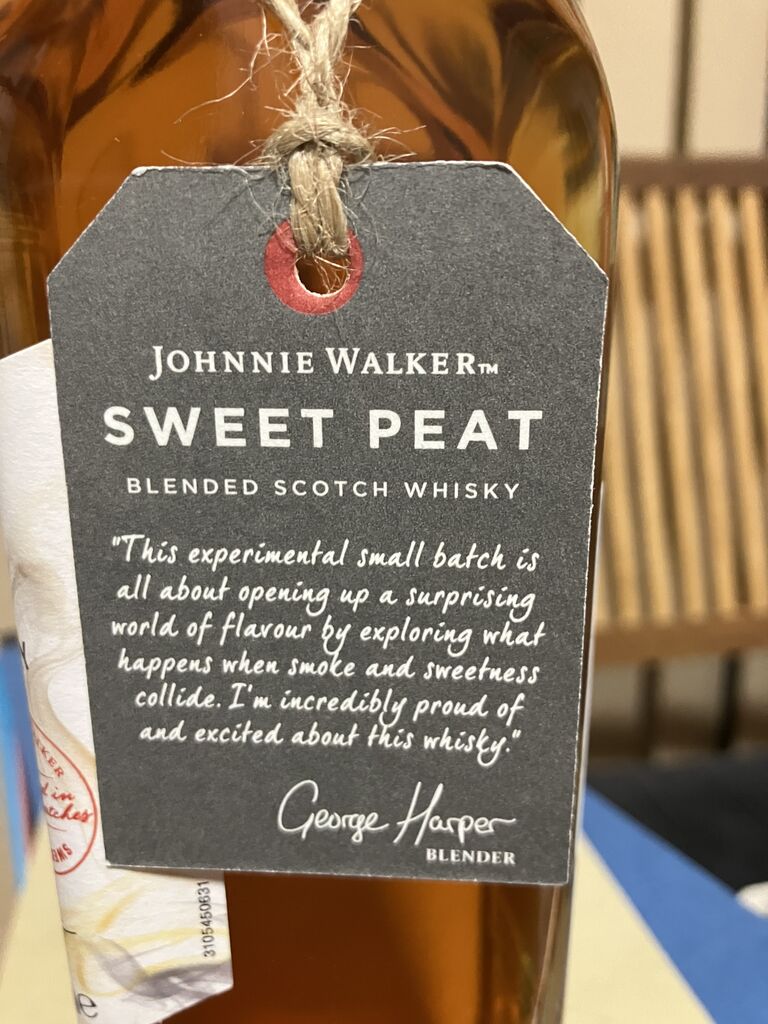 JOHNNIE WALKER™
SWEET PEAT
BLENDED SCOTCH WHISKY
"This experimental small batch is
all about opening up a surprising
world of flavour by exploring what
happens when smoke and sweetness
collide. I'm incredibly proud of
and excited about this whisky."
George Harper
BLENDER
3105450631